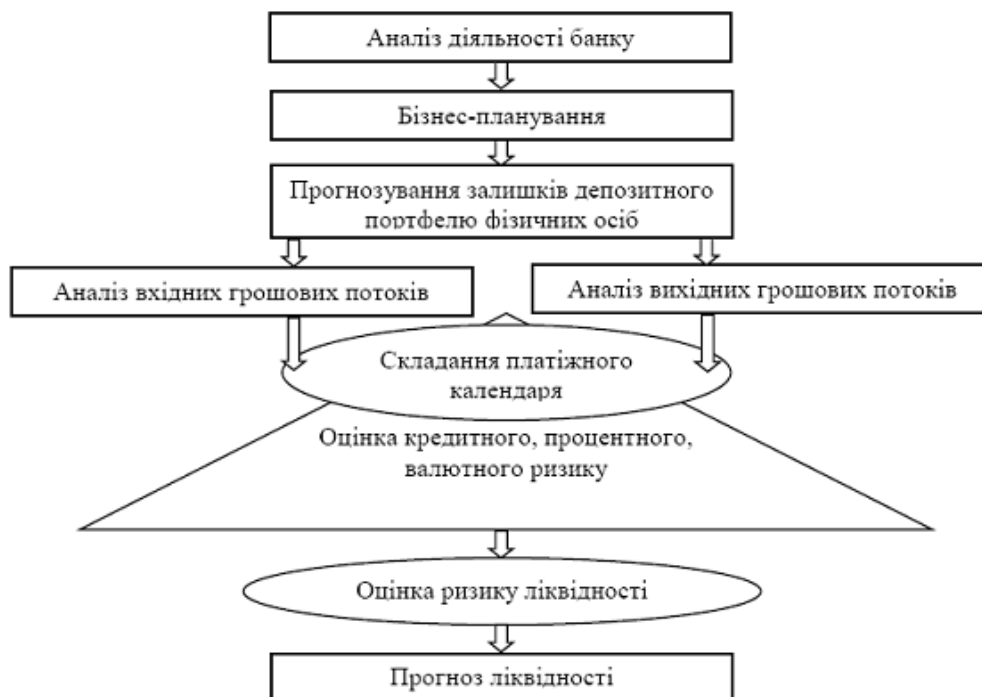 Аналіз діяльності банку
Бізнес-планування
Прогнозування залишків депозитного
портфелю фізичних осіб
Аналіз вхідних грошових потоків
Аналіз вихідних грошових потоків
Складання платіжного
календаря
Оцінка кредитного, процентного,
валютного ризику
Оцінка ризику ліквідності
Прогноз ліквідності